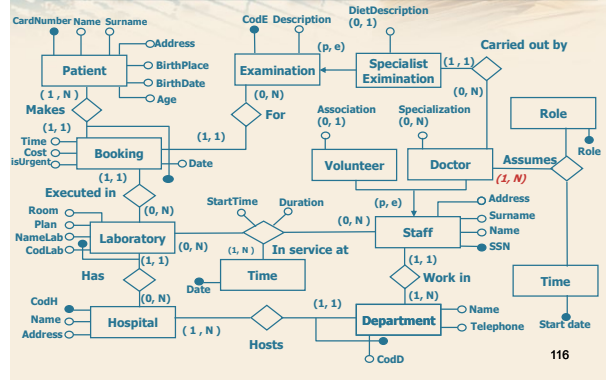 CardNumber Name Surname
CodE Description
DietDescription
(0, 1)
Address
(p, e)
Carried out by
Patient
BirthPlace
Examination
Specialist
Eximination
(1, 1)
BirthDate
Age
(1, N)
(0, N)
(0, N)
Makes
For
Association
(0, 1)
Specialization
(0, N)
Role
(1, 1)
(1, 1)
Role
Time
Cost
isUrgent
Booking
Date
Volunteer
Doctor
Assumes
(1, N)
(1, 1)
Executed in
(0, N)
StartTime
Duration
(p, e)
Address
Room
Plan
NameLab
CodLab
Laboratory
(0, N)
(0, N)
Staff
Surname
Name
SSN
(1, N)
In service at
(1, 1)
(1, 1)
Has
Time
Work in
Time
Date
(0, N)
(1, N)
CodH
Name
Address
Hospital
(1, N)
(1, 1)
Department
Name
Telephone
Start date
Hosts
CodD
116